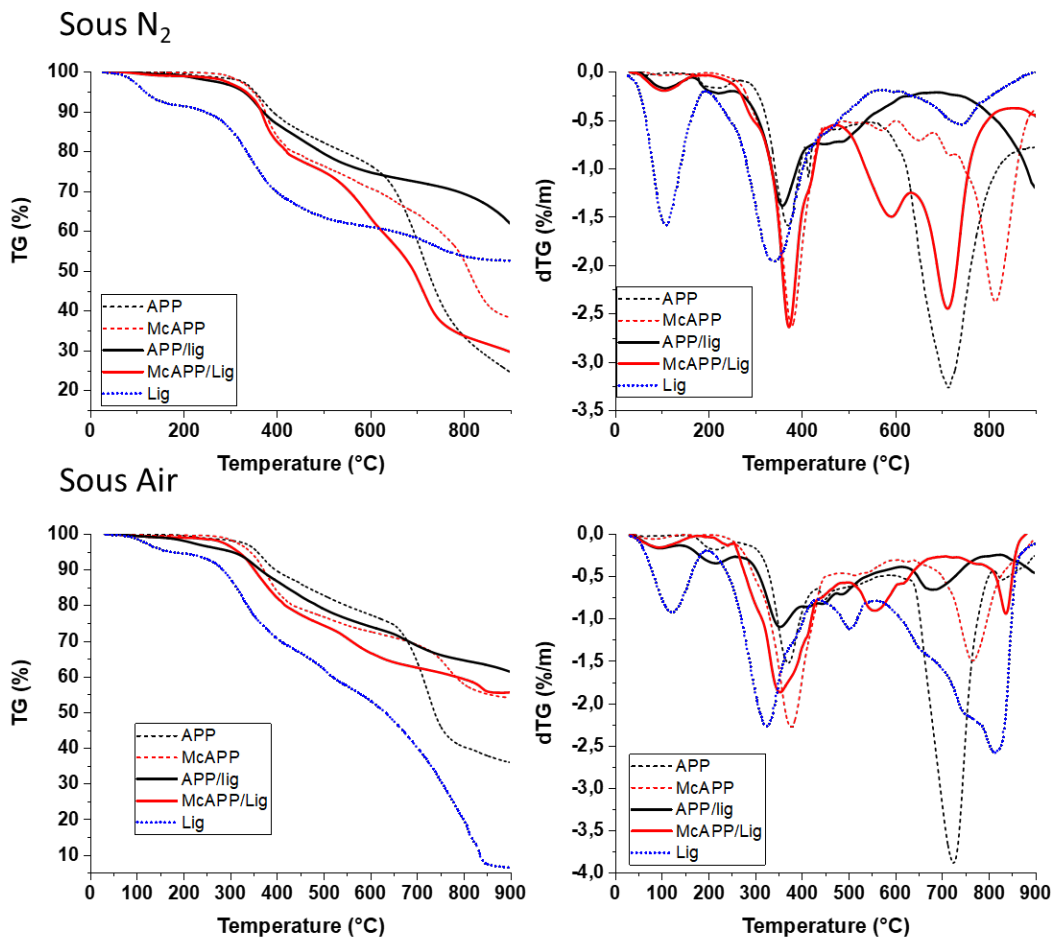 Sous N₂
100
90
80
70
60
50
40
30
20
TG (%)
APP
McAPP
APP/lig
McAPP/Lig
Lig
0 200 400 600 800
Temperature (°C)
0,0
-0,5
-1,0
-1,5
-2,0
-2,5
-3,0
-3,5
dTG (%/m)
APP
McAPP
APP/lig
McAPP/Lig
Lig
0 200 400 600 800
Temperature (°C)
Sous Air
100
90
80
70
60
50
40
30
20
10
TG (%)
APP
McAPP
APP/lig
McAPP/Lig
Lig
0 100 200 300 400 500 600 700 800 900
Temperature (°C)
0,0
-0,5
-1,0
-1,5
-2,0
-2,5
-3,0
-3,5
-4,0
dTG (%/m)
APP
McAPP
APP/lig
McAPP/Lig
Lig
0 100 200 300 400 500 600 700 800 900
Temperature (°C)